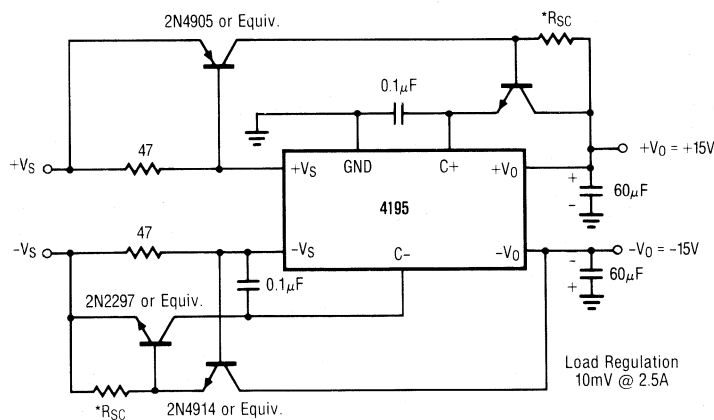 2N4905 or Equiv.
*RSC
0.1μF
47
+VS
+VS
GND
C+
+VO
+VO = +15V
4195
+
-
60μF
47
-VS
-VS
C-
-VO
-VO = -15V
0.1μF
-
+
60μF
2N2297 or Equiv.
*RSC
2N4914 or Equiv.
Load Regulation
10mV @ 2.5A